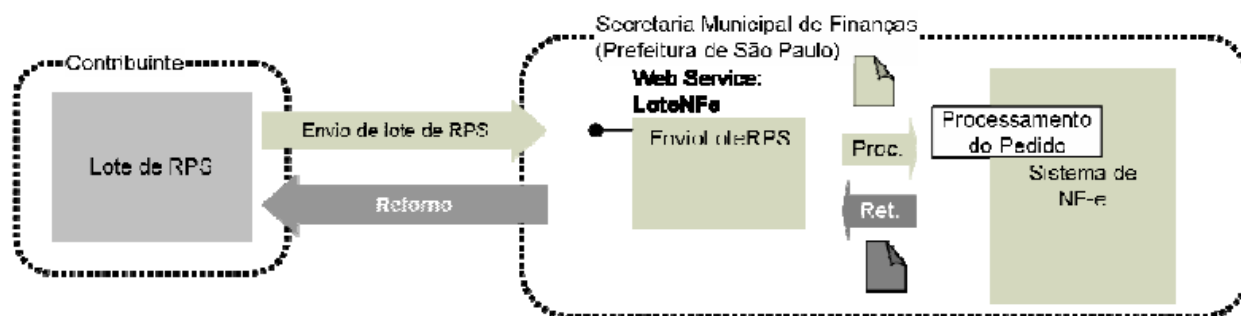 Contribuinte
Lote de RPS
Envio de lote de RPS
Retorno
Secretaria Municipal de Finanças
(Prefeitura de São Paulo)
Web Service:
LoteNFe
EnvioLoteRPS
Proc.
Ret.
Processamento
do Pedido
Sistema de
NF-e